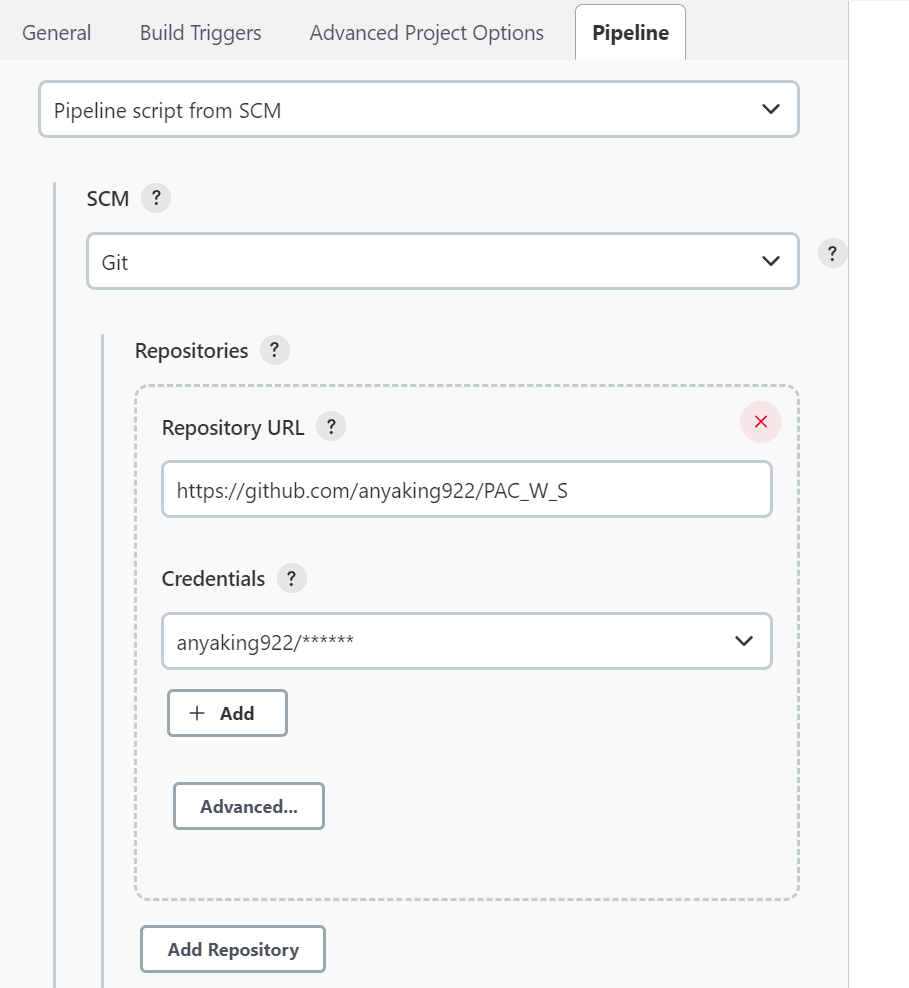 General Build Triggers Advanced Project Options Pipeline
Pipeline script from SCM
SCM ?
Git
?
Repositories ?
Repository URL ?
https://github.com/anyaking922/PAC_W_S
Credentials ?
anyaking922/******
+ Add
Advanced...
Add Repository